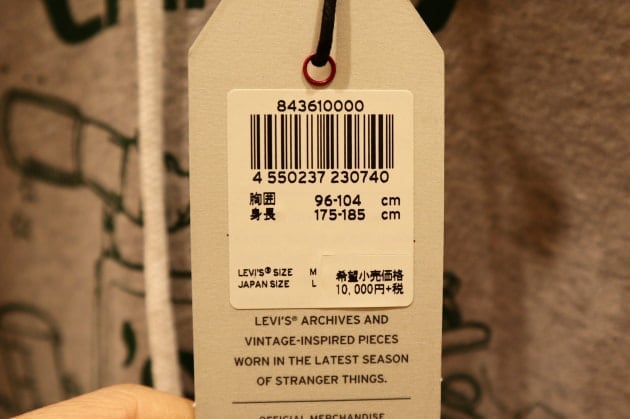 843610000
4 550237 230740
胸囲 96-104 cm
身長 175-185 cm
LEVI'S® SIZE M
JAPAN SIZE L
希望小売価格
10,000円+税
LEVI'S® ARCHIVES AND
VINTAGE-INSPIRED PIECES
WORN IN THE LATEST SEASON
OF STRANGER THINGS.
OFFICIAL MERCHANDISE